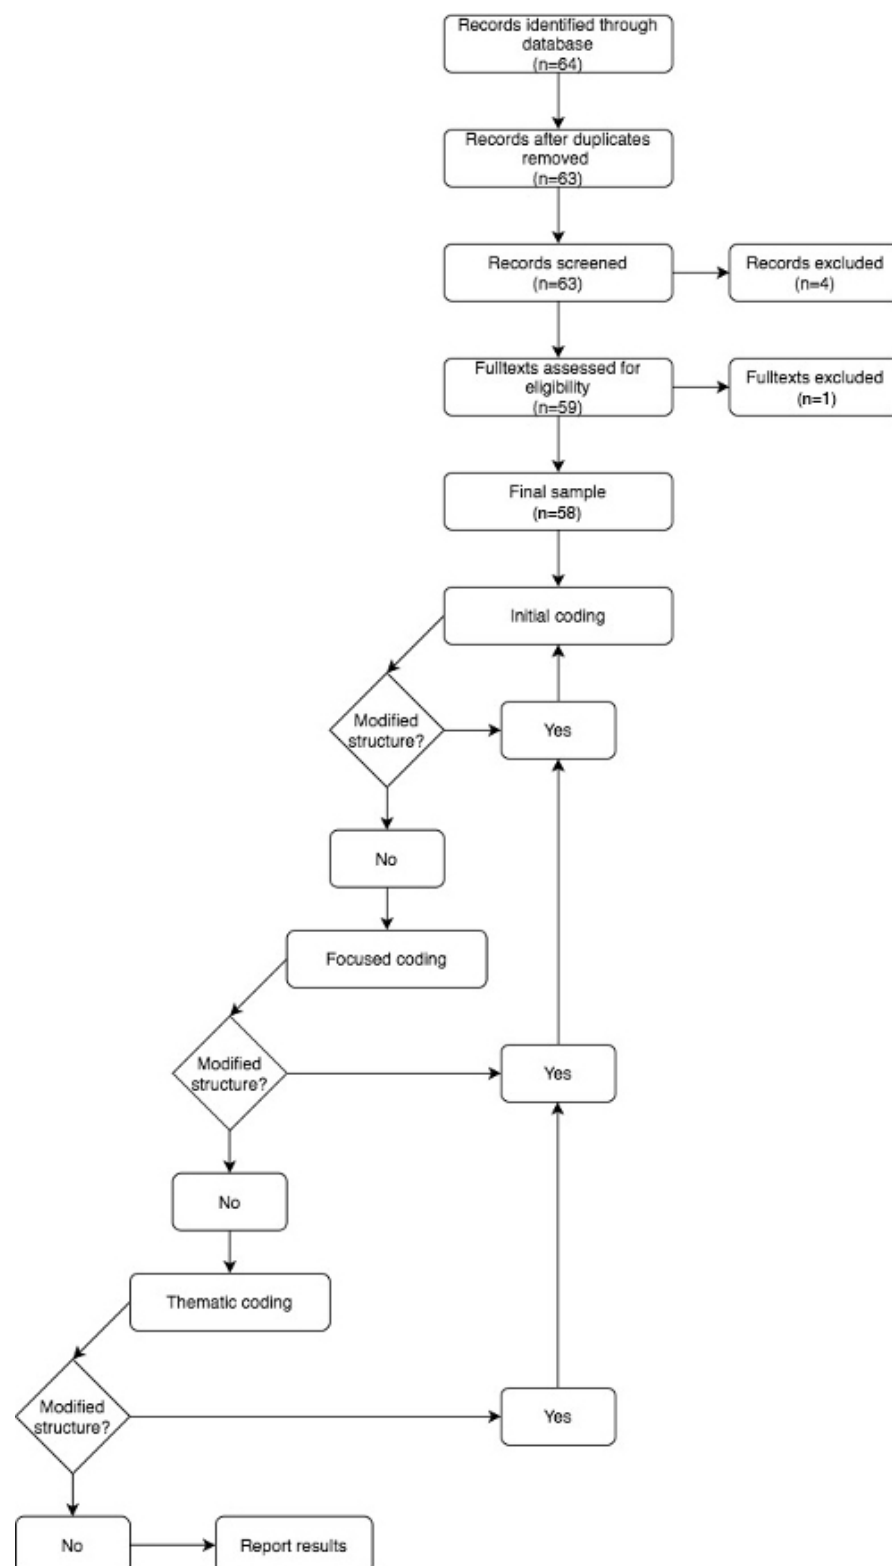 Records identified through
database
(n=64)
Records after duplicates
removed
(n=63)
Records screened
(n=63)
Records excluded
(n=4)
Fulltexts assessed for
eligibility
(n=59)
Fulltexts excluded
(n=1)
Final sample
(n=58)
Initial coding
Modified
structure?
Yes
No
Focused coding
Modified
structure?
Yes
No
Thematic coding
Modified
structure?
Yes
No
Report results